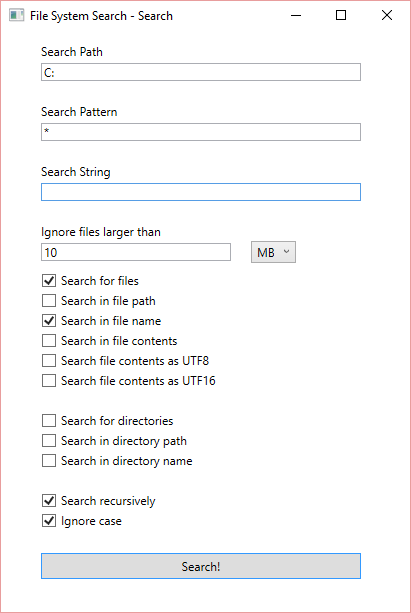 File System Search - Search
Search Path
C:
Search Pattern
*
Search String
Ignore files larger than
10 MB
Search for files
Search in file path
Search in file name
Search in file contents
Search file contents as UTF8
Search file contents as UTF16
Search for directories
Search in directory path
Search in directory name
Search recursively
Ignore case
Search!